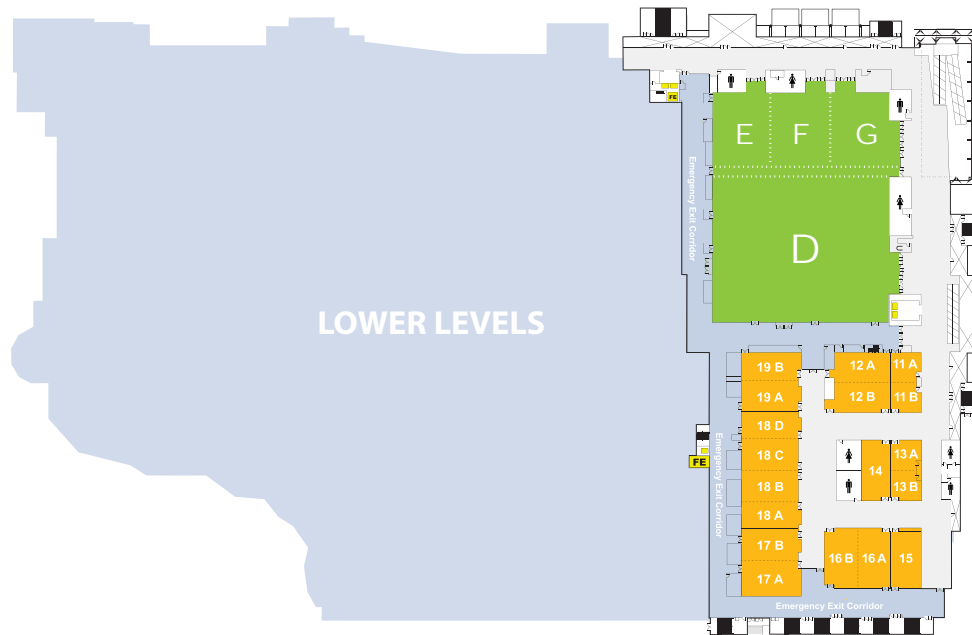 FE
E F G
Emergency Exit Corridor
D
LOWER LEVELS
19 B
12 A
11 A
19 A
12 B
11 B
18 D
18 C
13 A
FE
14
18 B
13 B
Emergency Exit Corridor
18 A
17 B
16 B
16 A
15
17 A
Emergency Exit Corridor